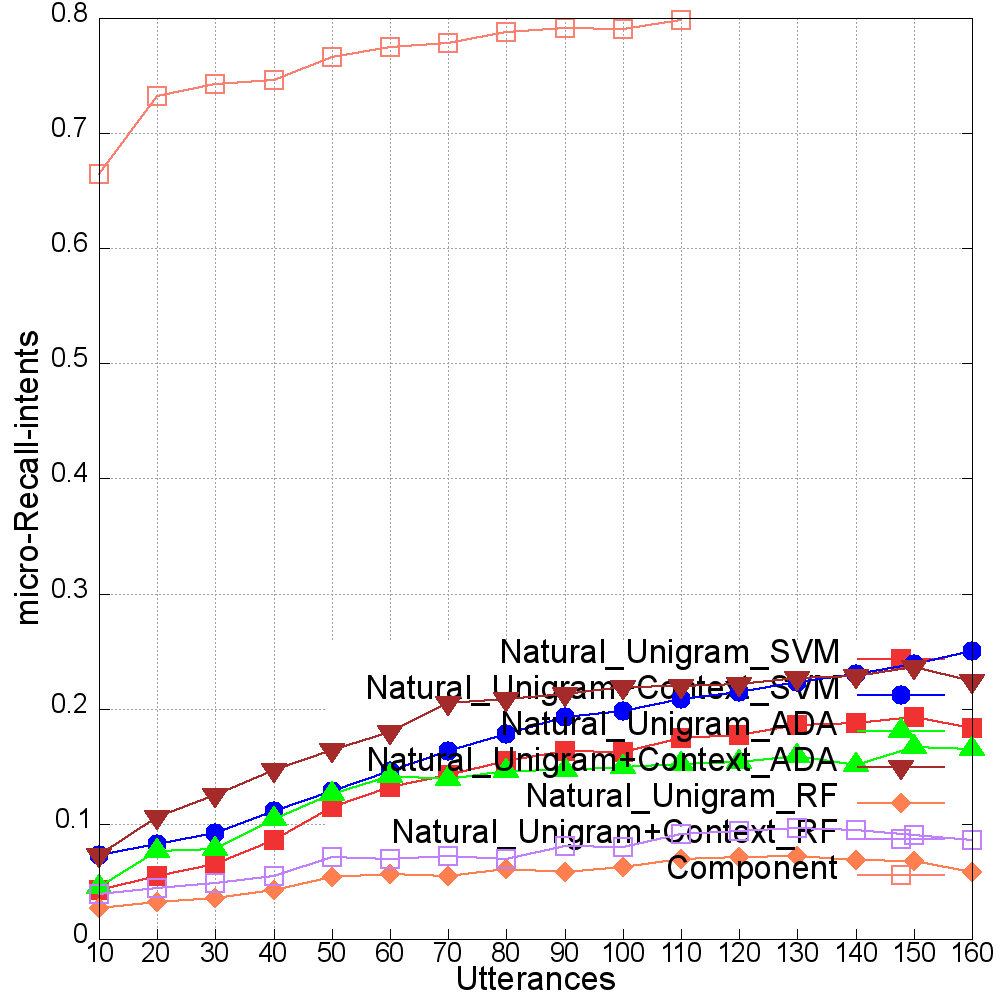 0.8
0.7
0.6
0.5
0.4
0.3
0.2
0.1
0
micro-Recall-intents
Natural_Unigram_SVM
Natural_Unigram+Context_SVM
Natural_Unigram_ADA
Natural_Unigram+Context_ADA
Natural_Unigram_RF
Natural_Unigram+Context_RF
Component
10 20 30 40 50 60 70 80 90 100 110 120 130 140 150 160
Utterances